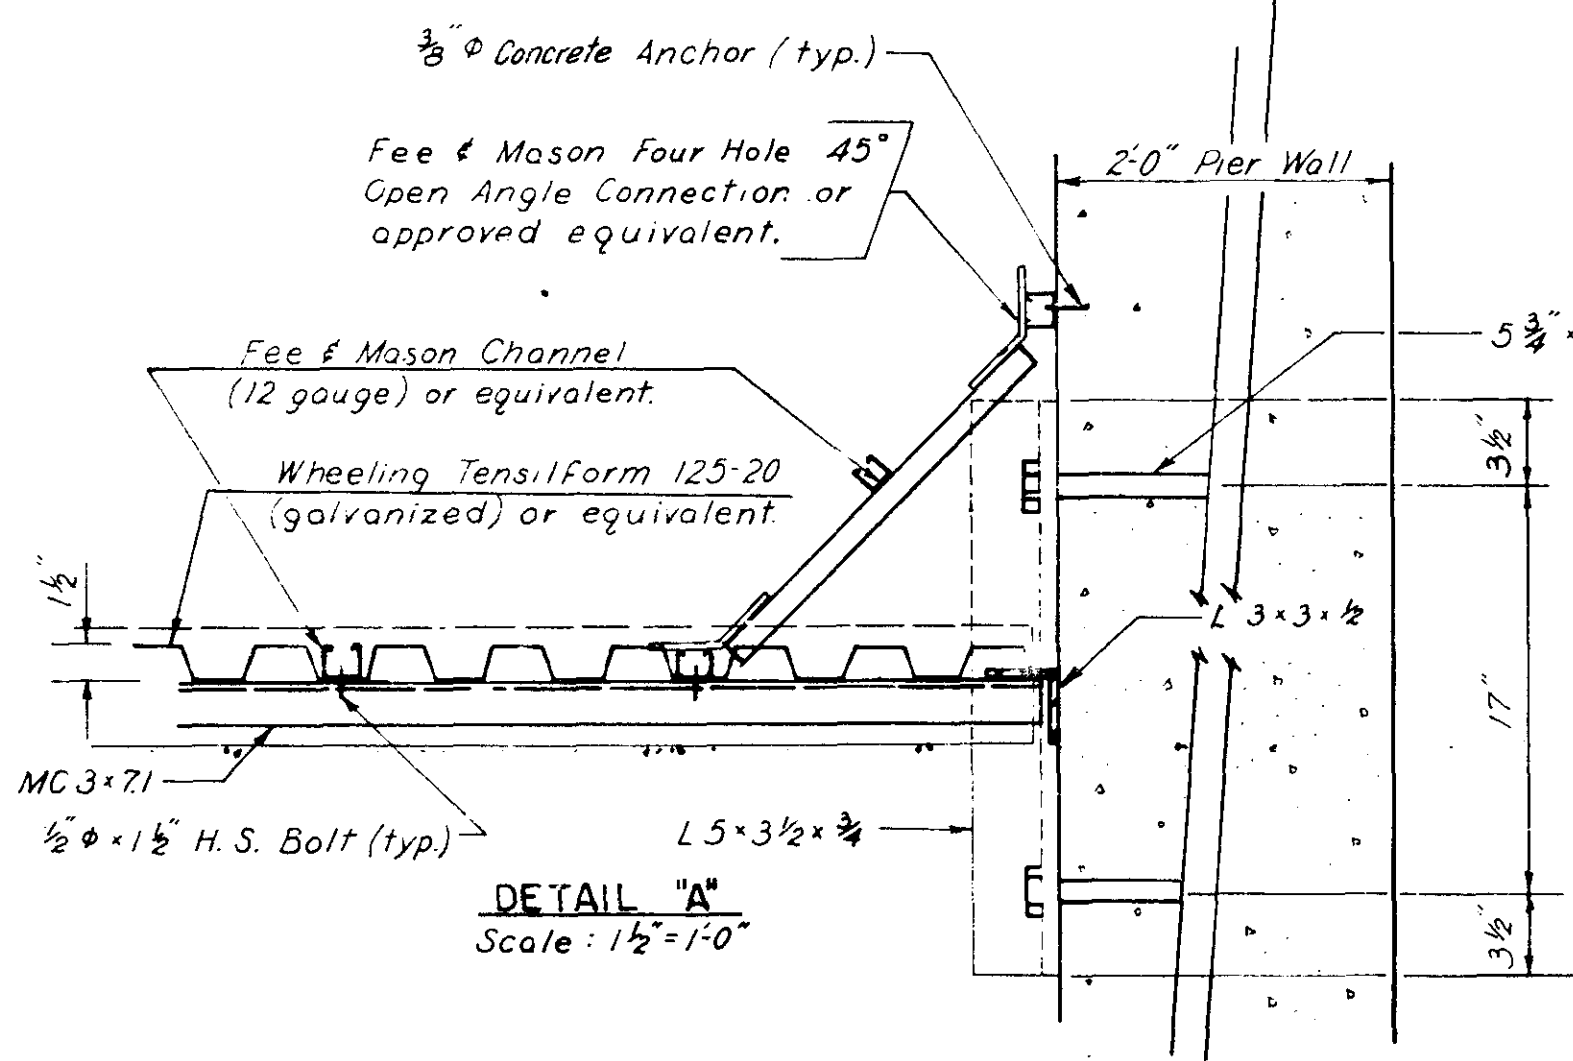 3/8" Φ Concrete Anchor (typ.)
Fee & Mason Four Hole 45°
Open Angle Connection or
approved equivalent.
2'-0" Pier Wall
5 3/4" ×
Fee & Mason Channel
(12 gauge) or equivalent.
Wheeling Tensilform 125-20
(galvanized) or equivalent.
3 1/2"
1 1/2"
L 3 × 3 × 1/2
17"
MC 3 × 7.1
1/2" Φ × 1 1/2" H.S. Bolt (typ.)
L 5 × 3 1/2 × 3/4
DETAIL "A"
Scale : 1 1/2" = 1'-0"
3 1/2"